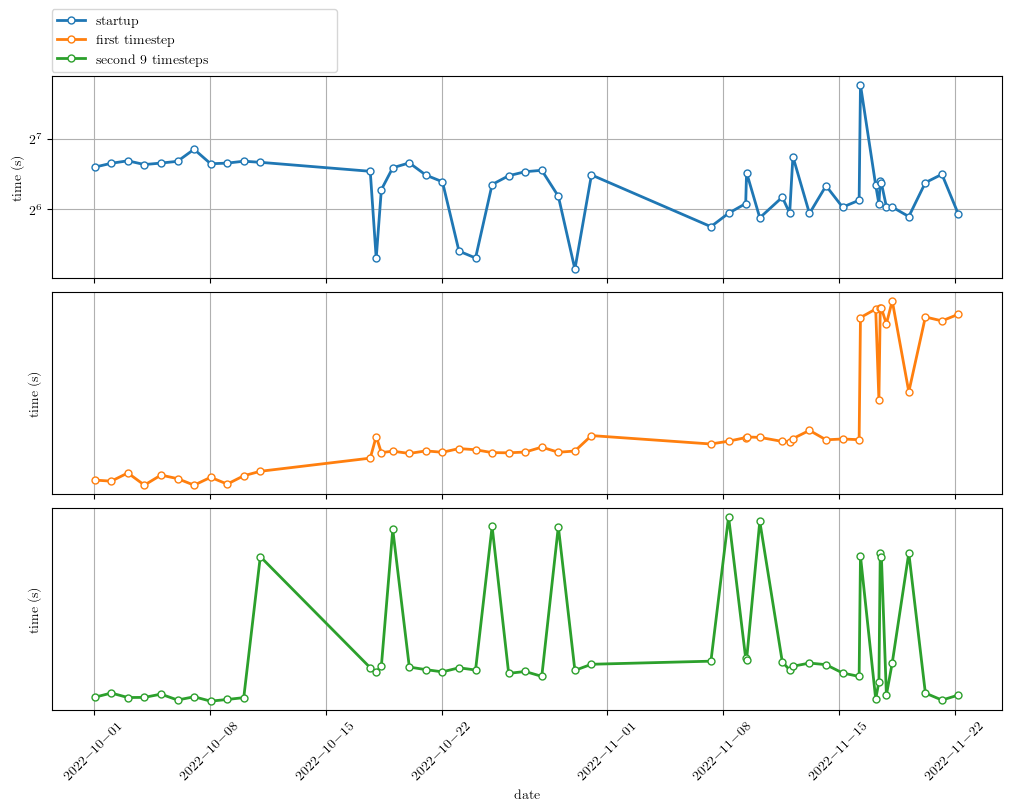 startup
first timestep
second 9 timesteps
time (s)
2^7
2^6
time (s)
time (s)
2022−10−01
2022−10−08
2022−10−15
2022−10−22
2022−11−01
2022−11−08
2022−11−15
2022−11−22
date